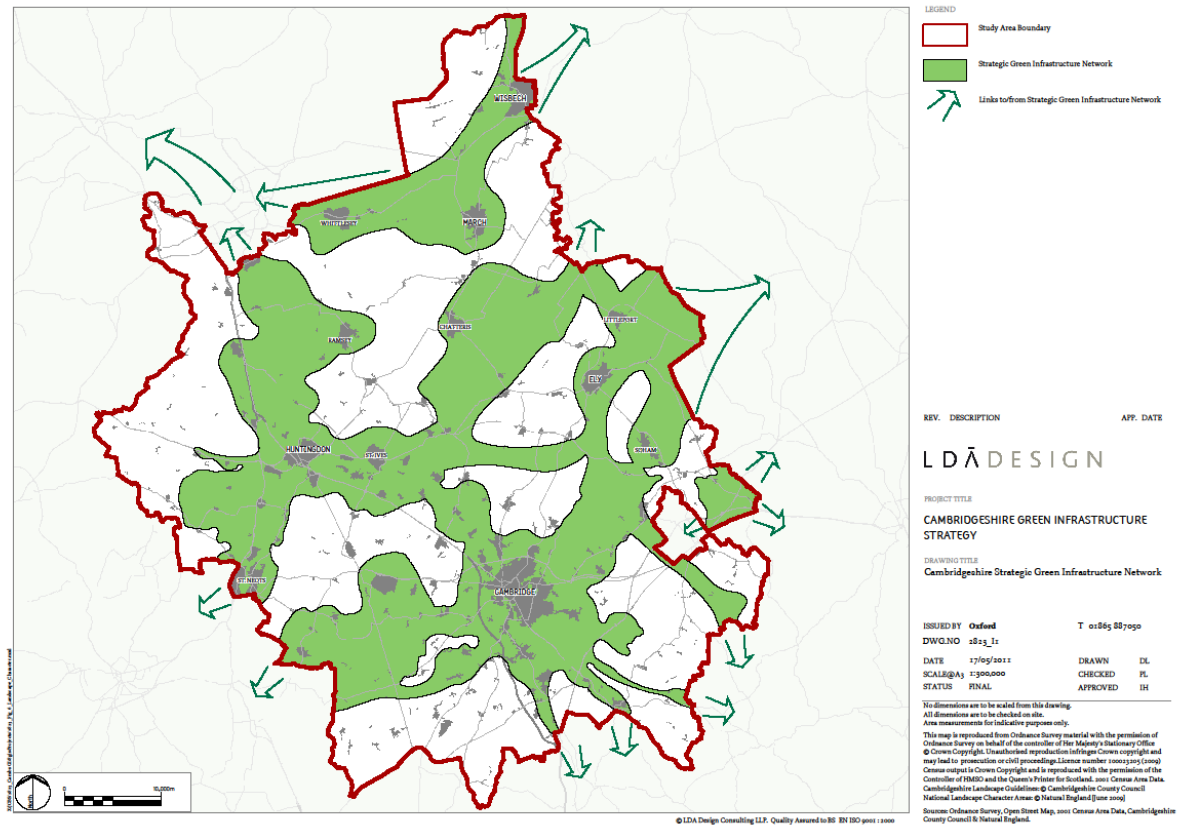 WISBECH
WHITTLESEY
MARCH
CHATTERIS
RAMSEY
LITTLEPORT
ELY
SOHAM
HUNTINGDON
ST·IVES
ST·NEOTS
CAMBRIDGE
North
0
10,000m
© LDA Design Consulting LLP. Quality Assured to BS EN ISO 9001 : 2000
LEGEND
Study Area Boundary
Strategic Green Infrastructure Network
Links to/from Strategic Green Infrastructure Network
REV. DESCRIPTION APP. DATE
LDĀDESIGN
PROJECT TITLE
CAMBRIDGESHIRE GREEN INFRASTRUCTURE
STRATEGY
DRAWING TITLE
Cambridgeshire Strategic Green Infrastructure Network
ISSUED BY Oxford T 01865 887050
DWG.NO 2823_11
DATE 17/05/2011 DRAWN DL
SCALE@A3 1:300,000 CHECKED PL
STATUS FINAL APPROVED IH
No dimensions are to be scaled from this drawing.
All dimensions are to be checked on site.
Area measurements for indicative purposes only.
This map is reproduced from Ordnance Survey material with the permission of
Ordnance Survey on behalf of the controller of Her Majesty's Stationary Office
© Crown Copyright. Unauthorised reproduction infringes Crown copyright and
may lead to prosecution or civil proceedings.Licence number 100023205 (2009)
Census output is Crown Copyright and is reproduced with the permission of the
Controller of HMSO and the Queen's Printer for Scotland. 2001 Census Area Data.
Cambridgeshire Landscape Guidelines: © Cambridgeshire County Council
National Landscape Character Areas: © Natural England [June 2009]
Sources: Ordnance Survey, Open Street Map, 2001 Census Area Data, Cambridgeshire
County Council & Natural England.